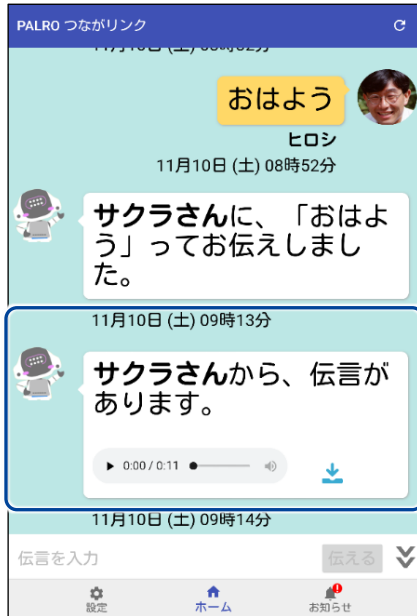 PALRO つながリンク
おはよう
ヒロシ
11月10日 (土) 08時52分
サクラさんに、「おはよ
う」ってお伝えしまし
た。
11月10日 (土) 09時13分
サクラさんから、伝言が
あります。
0:00 / 0:11
11月10日 (土) 09時14分
伝言を入力
伝える
設定
ホーム
お知らせ